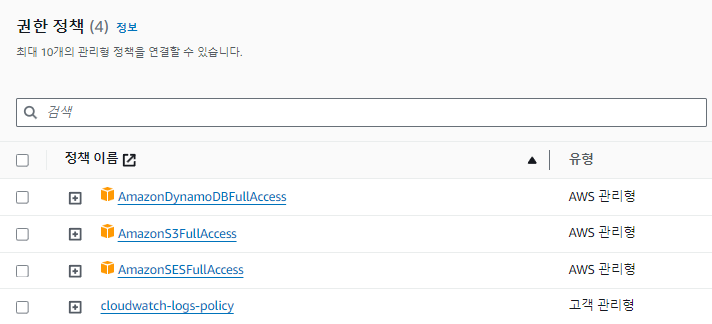 권한 정책 (4) 정보
최대 10개의 관리형 정책을 연결할 수 있습니다.
검색
정책 이름 유형
AmazonDynamoDBFullAccess AWS 관리형
AmazonS3FullAccess AWS 관리형
AmazonSESFullAccess AWS 관리형
cloudwatch-logs-policy 고객 관리형